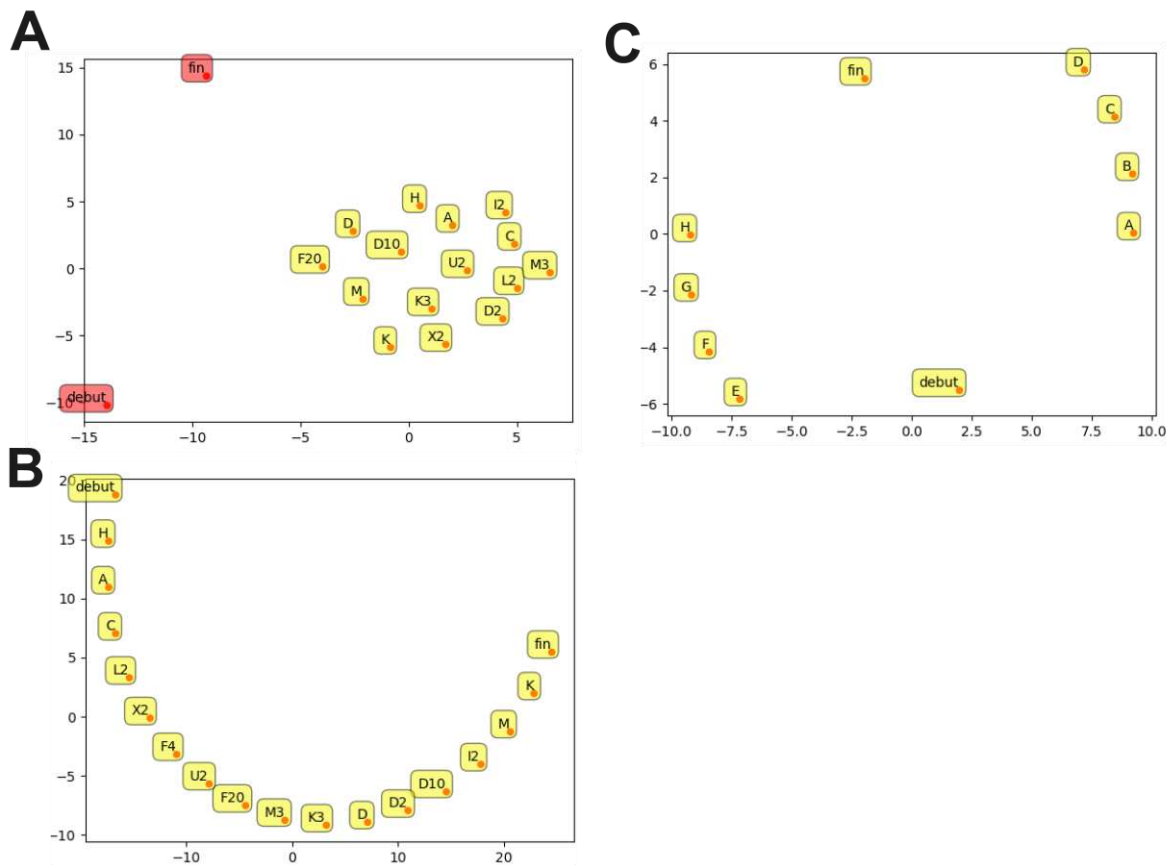 A
fin
H
A
I2
D
C
D10
F20
U2
M3
L2
M
K3
D2
X2
K
debut
15
10
5
0
−5
−10
−15
−10
−5
0
5
C
D
fin
C
B
A
H
G
F
E
debut
6
4
2
0
−2
−4
−6
−10.0
−7.5
−5.0
−2.5
0.0
2.5
5.0
7.5
10.0
B
debut
H
A
C
L2
X2
F4
U2
F20
M3
K3
D
D2
D10
I2
M
K
fin
20
15
10
5
0
−5
−10
−10
0
10
20